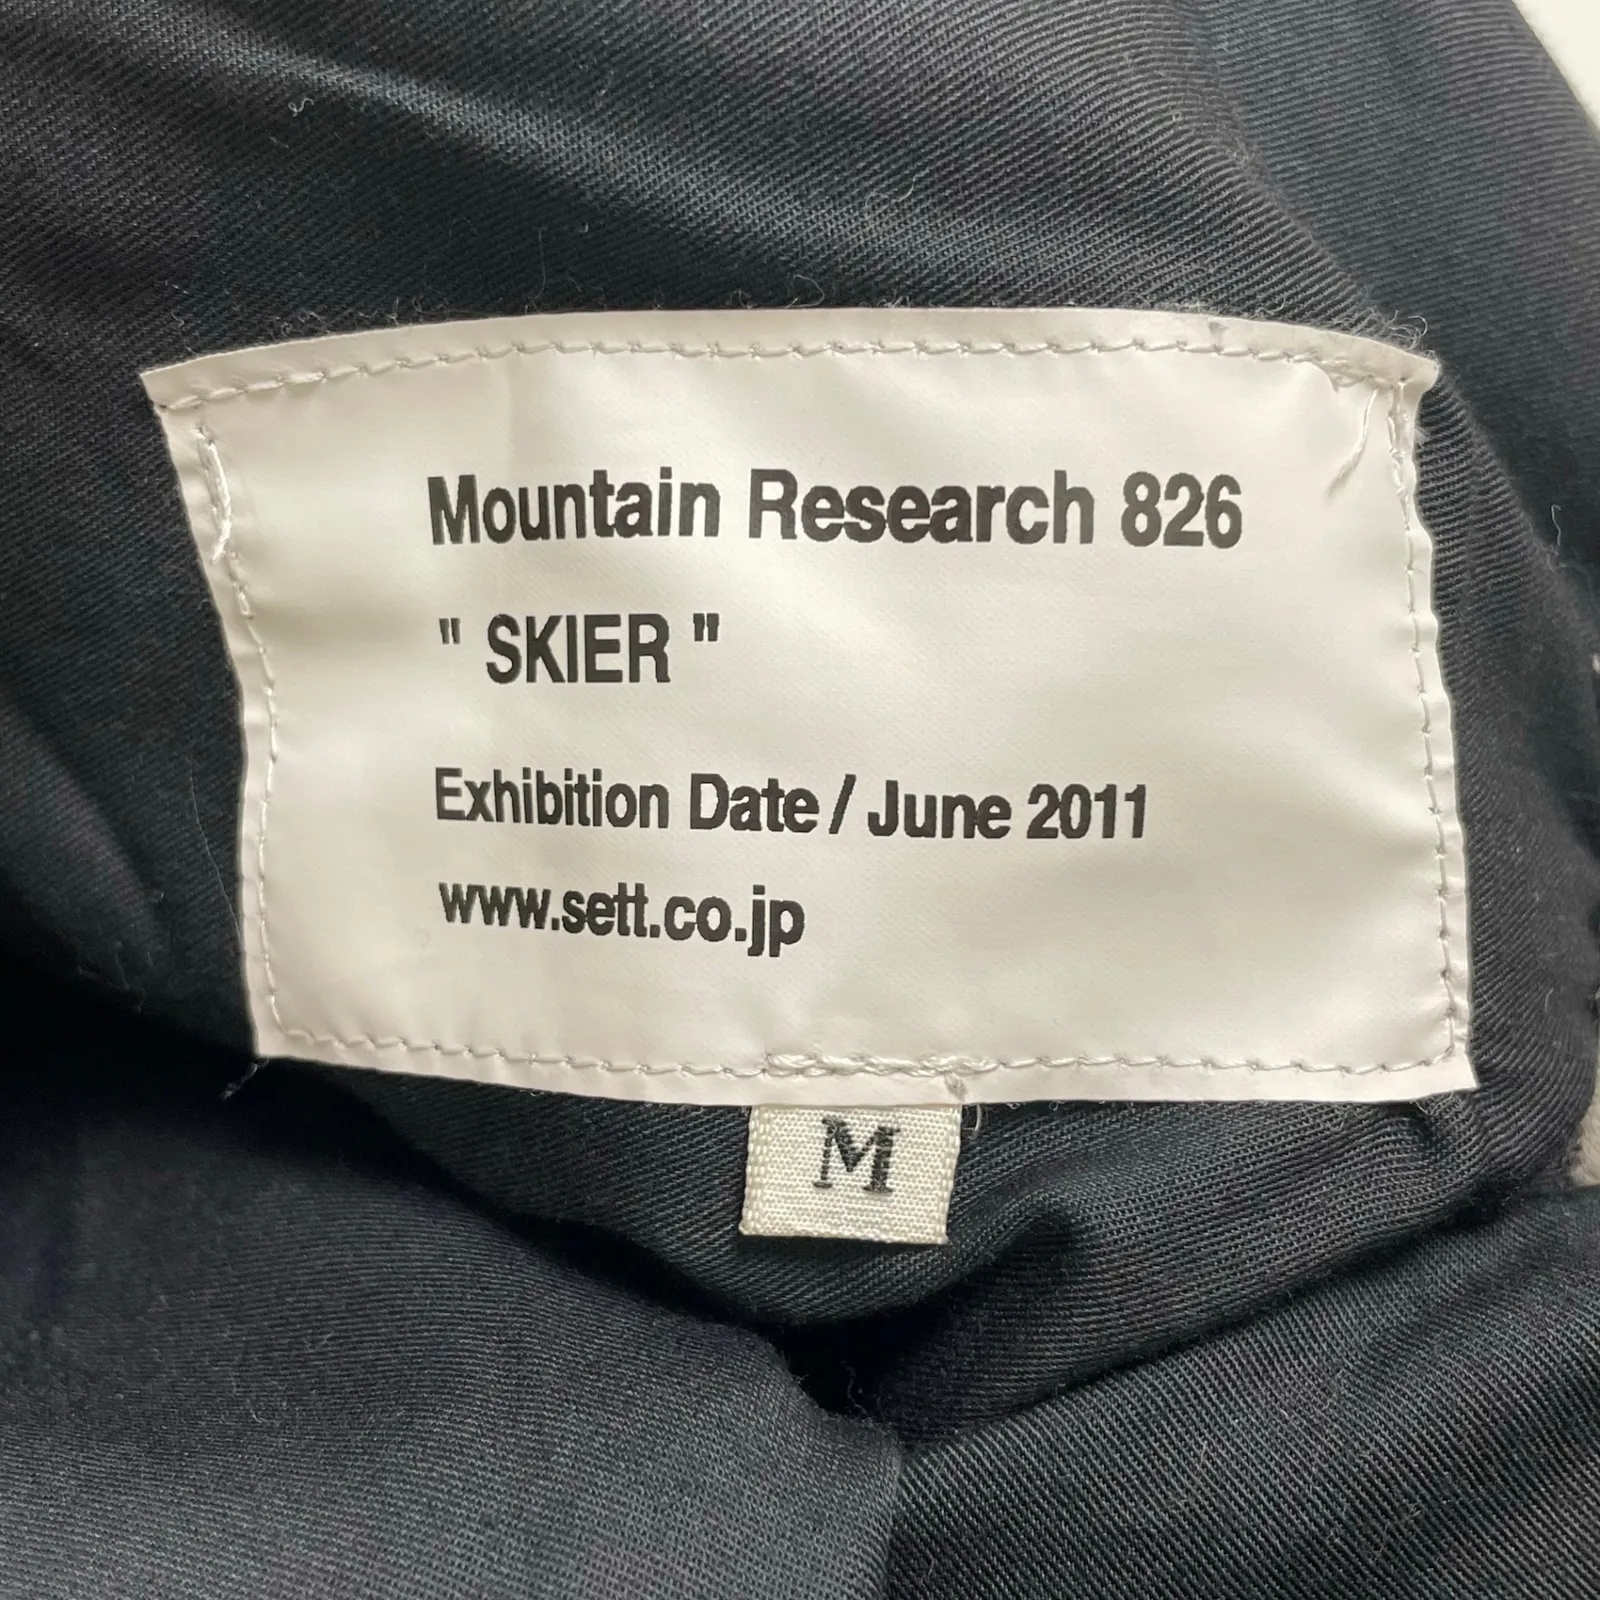 Mountain Research 826
" SKIER "
Exhibition Date / June 2011
www.sett.co.jp
M